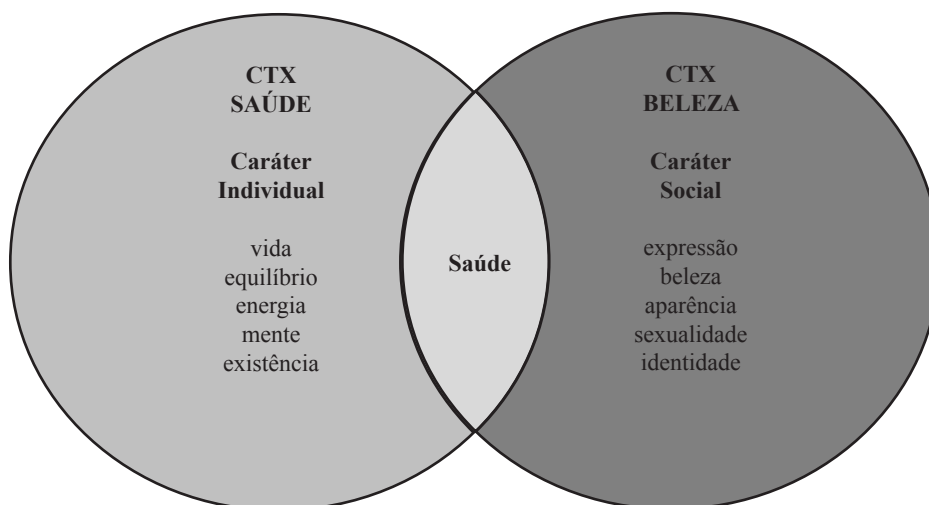 CTX
SAÚDE
Caráter
Individual
vida
equilíbrio
energia
mente
existência
Saúde
CTX
BELEZA
Caráter
Social
expressão
beleza
aparência
sexualidade
identidade